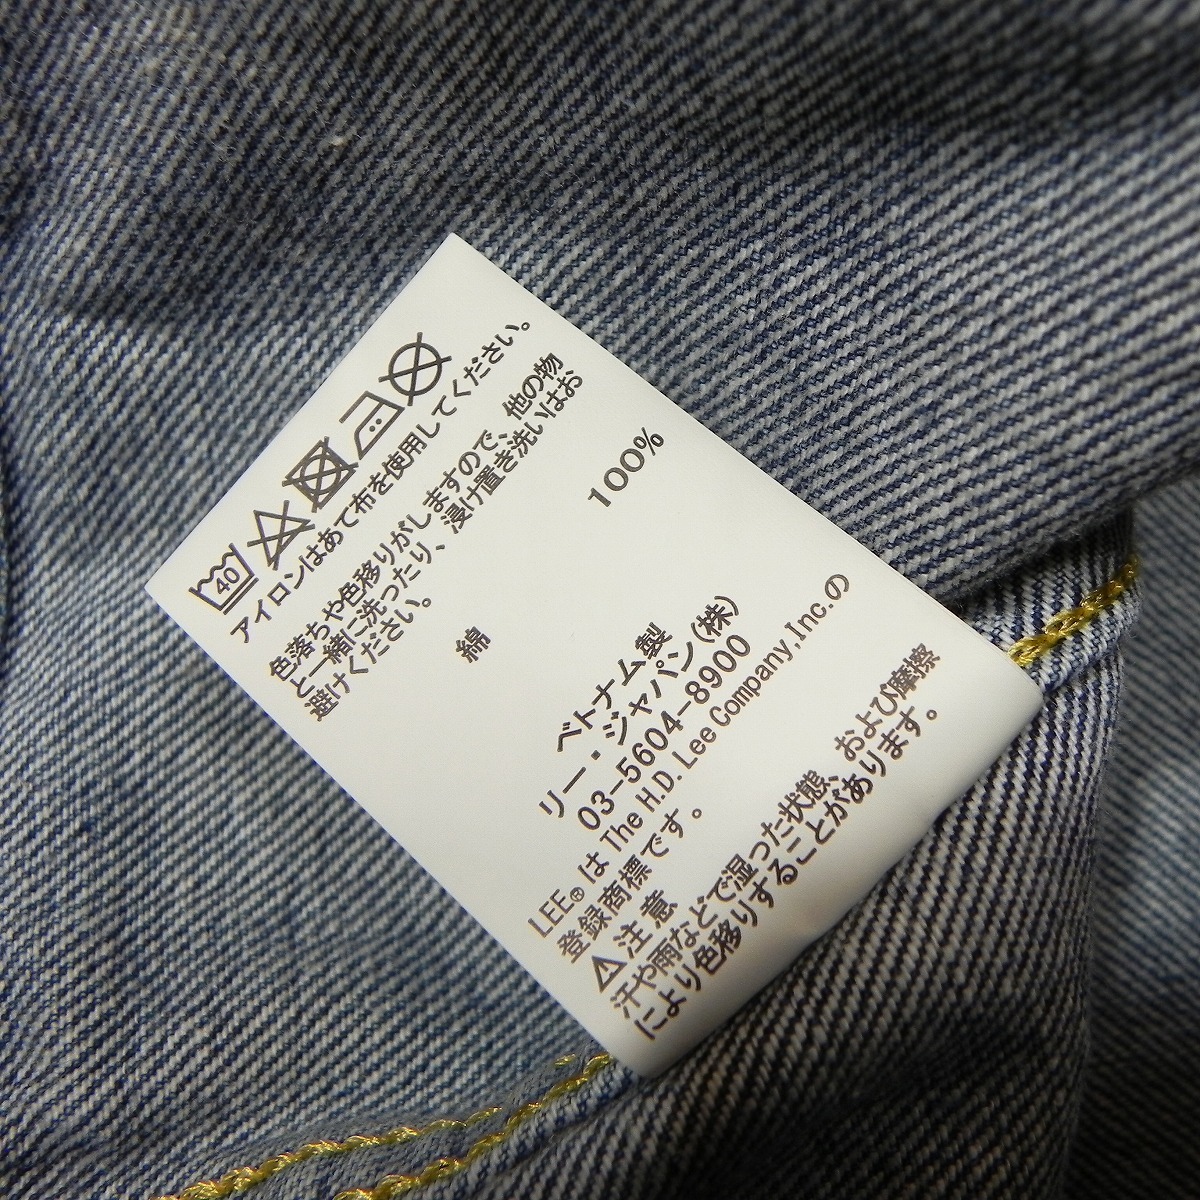 40
アイロンはあて布を使用してください。
色落ちや色移りがしますので、他の物
と一緒に洗ったり、浸け置き洗いはお
避けください。
綿 100%
ベトナム製
リー・ジャパン(株)
03-5604-8900
LEE®は The H.D. Lee Company,Inc.の
登録商標です。
⚠注意
汗や雨などで湿った状態、および摩擦
により色移りすることがあります。